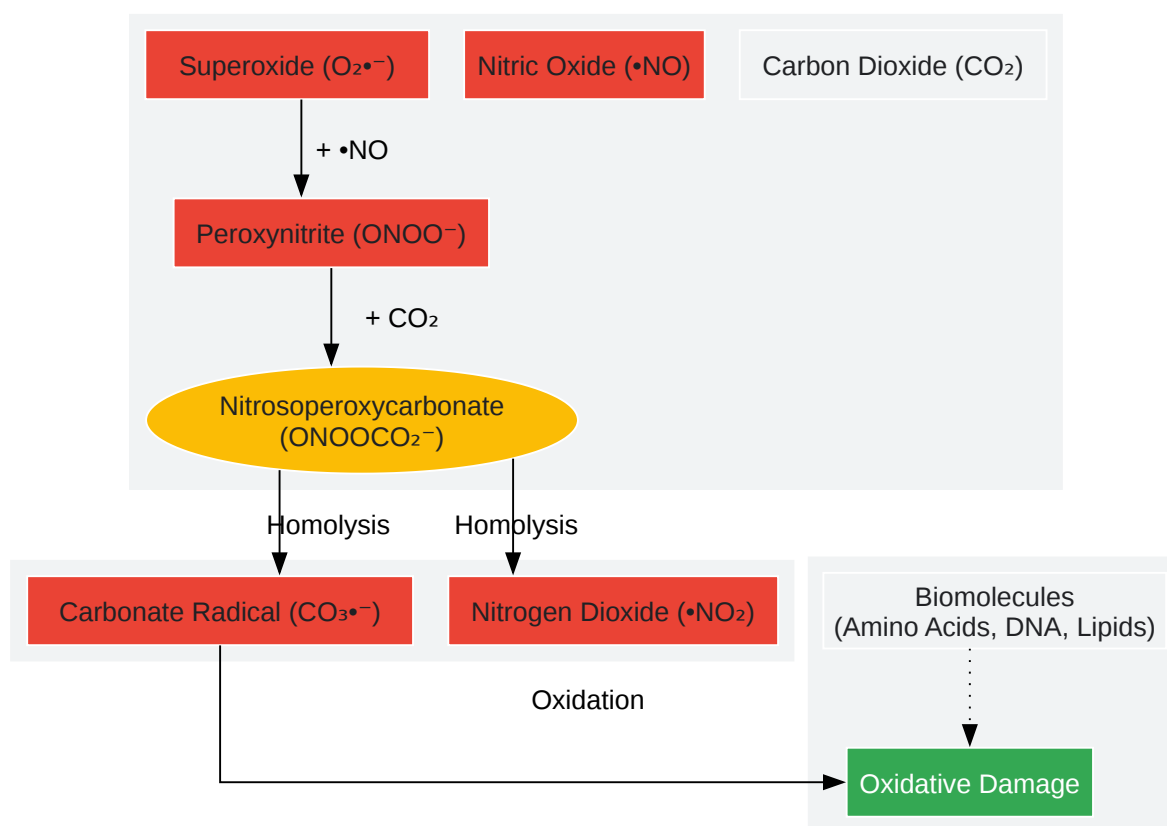 Superoxide (O₂•⁻)
Nitric Oxide (•NO)
Carbon Dioxide (CO₂)
+ •NO
Peroxynitrite (ONOO⁻)
+ CO₂
Nitrosoperoxycarbonate
(ONOOCO₂⁻)
Homolysis
Homolysis
Carbonate Radical (CO₃•⁻)
Nitrogen Dioxide (•NO₂)
Biomolecules
(Amino Acids, DNA, Lipids)
Oxidation
Oxidative Damage